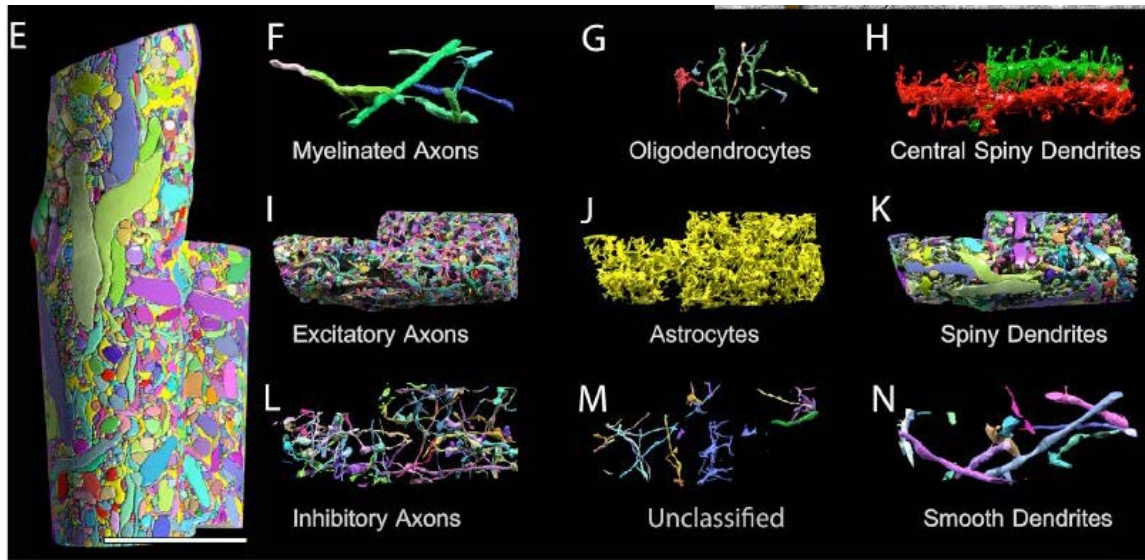 E
F
G
H
Myelinated Axons
Oligodendrocytes
Central Spiny Dendrites
I
J
K
Excitatory Axons
Astrocytes
Spiny Dendrites
L
M
N
Inhibitory Axons
Unclassified
Smooth Dendrites